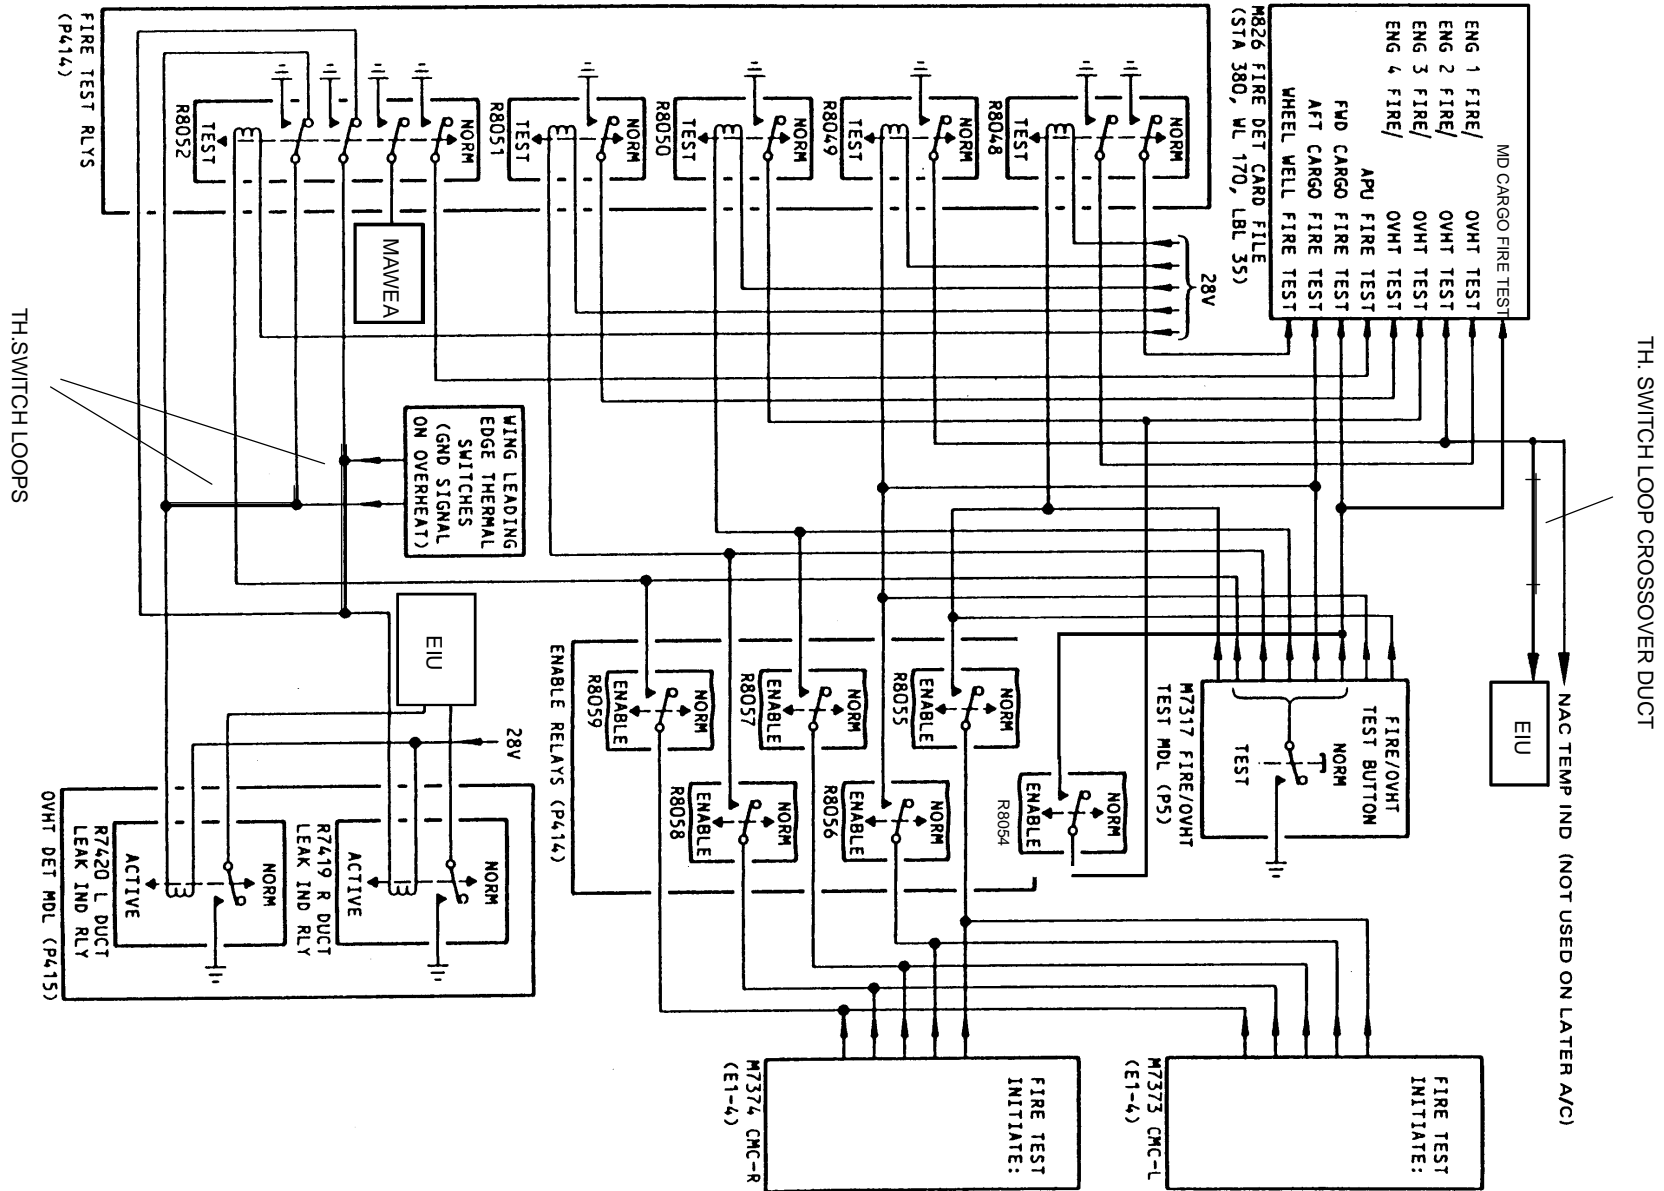 TH. SWITCH LOOP CROSSOVER DUCT
NAC TEMP IND (NOT USED ON LATER A/C)
EIU
MD CARGO FIRE TEST
ENG 1 FIRE/ OVHT TEST
ENG 2 FIRE/ OVHT TEST
ENG 3 FIRE/ OVHT TEST
ENG 4 FIRE/ OVHT TEST
APU FIRE TEST
FWD CARGO FIRE TEST
AFT CARGO FIRE TEST
WHEEL WELL FIRE TEST
M826 FIRE DET CARD FILE
(STA 380, WL 170, LBL 35)
28V
NORM
TEST
R8048
NORM
TEST
R8049
NORM
TEST
R8050
NORM
TEST
R8051
NORM
TEST
R8052
FIRE TEST RLYS
(P414)
MAWEA
WING LEADING
EDGE THERMAL
SWITCHES
(GND SIGNAL
ON OVERHEAT)
TH.SWITCH LOOPS
FIRE/OVHT
TEST BUTTON
NORM
TEST
M7317 FIRE/OVHT
TEST MDL (P5)
NORM
ENABLE
R8054
NORM
ENABLE
R8055
NORM
ENABLE
R8056
NORM
ENABLE
R8057
NORM
ENABLE
R8058
NORM
ENABLE
R8059
ENABLE RELAYS (P414)
EIU
28V
NORM
ACTIVE
R7419 R DUCT
LEAK IND RLY
NORM
ACTIVE
R7420 L DUCT
LEAK IND RLY
OVHT DET MDL (P415)
FIRE TEST
INITIATE:
M7373 CMC-L
(E1-4)
FIRE TEST
INITIATE:
M7374 CMC-R
(E1-4)